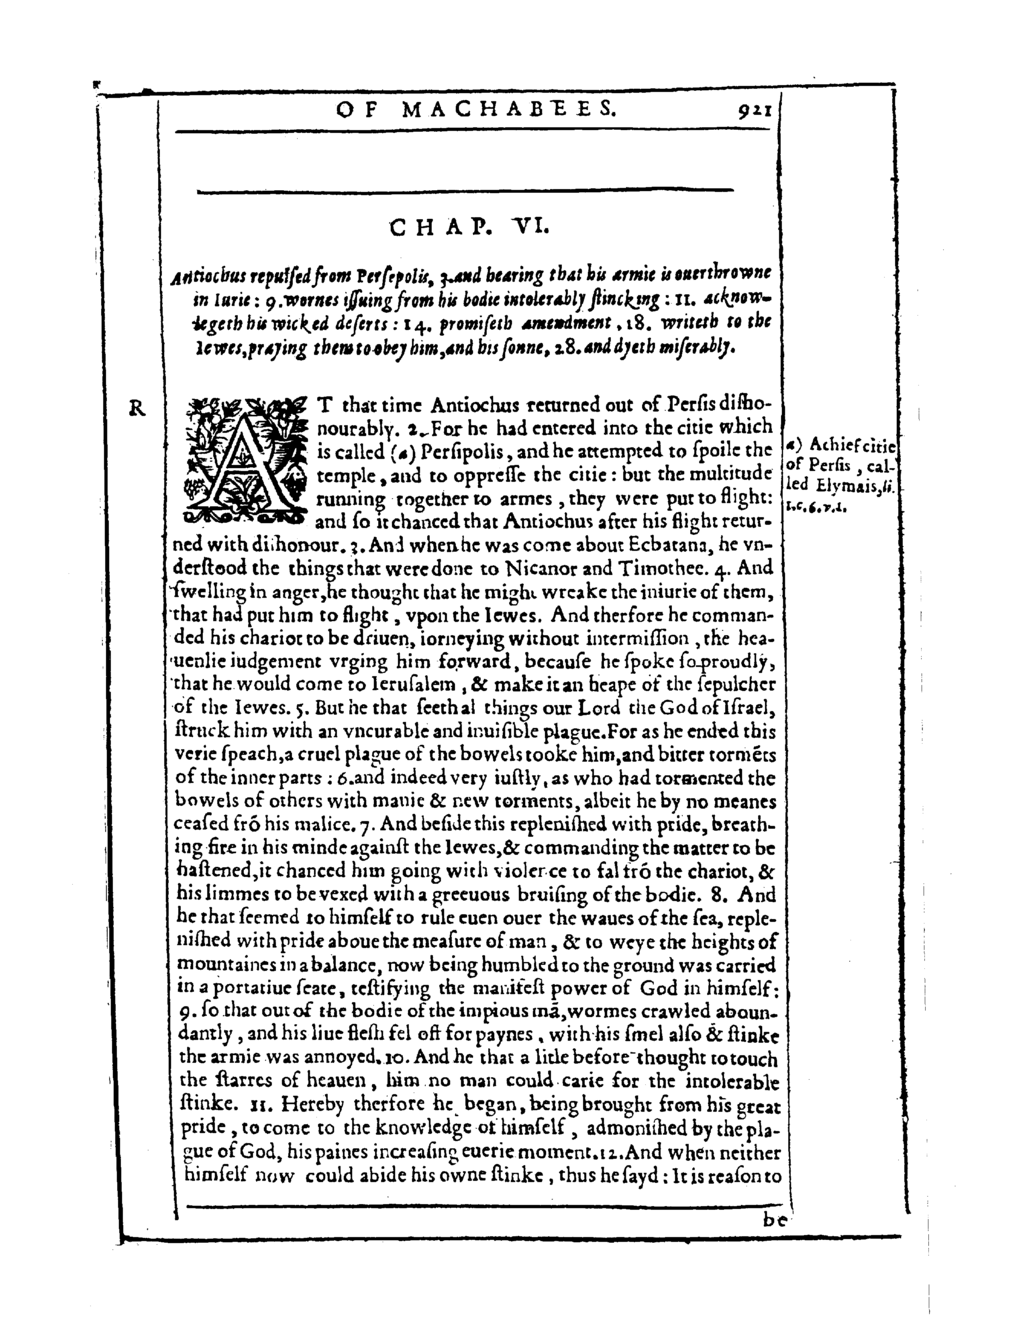 OF MACHABEES. 921
CHAP. VI.
Antiochus repulſed from Perſepolis, 3.and hearing that his armie is ouerthrowne
in Iurie : 9.wormes iſſuing from his bodie intolerably ſtincking : 11. acknow-
legeth his wicked deſerts : 14. promiſeth amendment, 18. writeth to the
Iewes,praying them to obey him,and his ſonne, 28.and dyeth miſerably.
R
AT that time Antiochus returned out of Perſis diſho-
nourably. 2. For he had entered into the citie which
is called (a) Perſipolis, and he attempted to ſpoile the
temple, and to oppreſſe the citie : but the multitude
running together to armes, they were put to flight:
and ſo it chanced that Antiochus after his flight retur-
ned with diſhonour. 3. And when he was come about Ecbatana, he vn-
derſtood the things that were done to Nicanor and Timothee. 4. And
ſwelling in anger,he thought that he might wreake the iniurie of them,
that had put him to flight, vpon the Iewes. And therfore he comman-
ded his chariot to be driuen, iorneying without intermiſſion, the hea-
uenlie iudgement vrging him forward, becauſe he ſpoke ſo proudly,
that he would come to Ieruſalem, & make it an heape of the ſepulcher
of the Iewes. 5. But he that ſeeth al things our Lord the God of Iſrael,
ſtruck him with an vncurable and inuiſible plague.For as he ended this
verie ſpeach,a cruel plague of the bowels tooke him,and bitter tormẽts
of the inner parts : 6.and indeed very iuſtly, as who had tormented the
bowels of others with manie & new torments, albeit he by no meanes
ceaſed frõ his malice. 7. And beſide this repleniſhed with pride, breath-
ing fire in his minde againſt the Iewes,& commanding the matter to be
haſtened,it chanced him going with violence to fal frõ the chariot, &
his limmes to be vexed with a greeuous bruiſing of the bodie. 8. And
he that ſeemed to himſelf to rule euen ouer the waues of the ſea, reple-
niſhed with pride aboue the meaſure of man, & to weye the heights of
mountaines in a balance, now being humbled to the ground was carried
in a portatiue ſeate, teſtifying the manifeſt power of God in himſelf:
9. ſo that out of the bodie of the impious mã,wormes crawled aboun-
dantly, and his liue fleſh fel off for paynes, with his ſmel alſo & ſtinke
the armie was annoyed. 10. And he that a litle before thought to touch
the ſtarres of heauen, him no man could carie for the intolerable
ſtinke. 11. Hereby therfore he began, being brought from his great
pride, to come to the knowledge of himſelf, admoniſhed by the pla-
gue of God, his paines increaſing euerie moment. 12.And when neither
himſelf now could abide his owne ſtinke, thus he ſayd : It is reaſon to
be
a) A chief citie
of Perſis, cal-
led Elymais,li.
1.c.6.v.1.